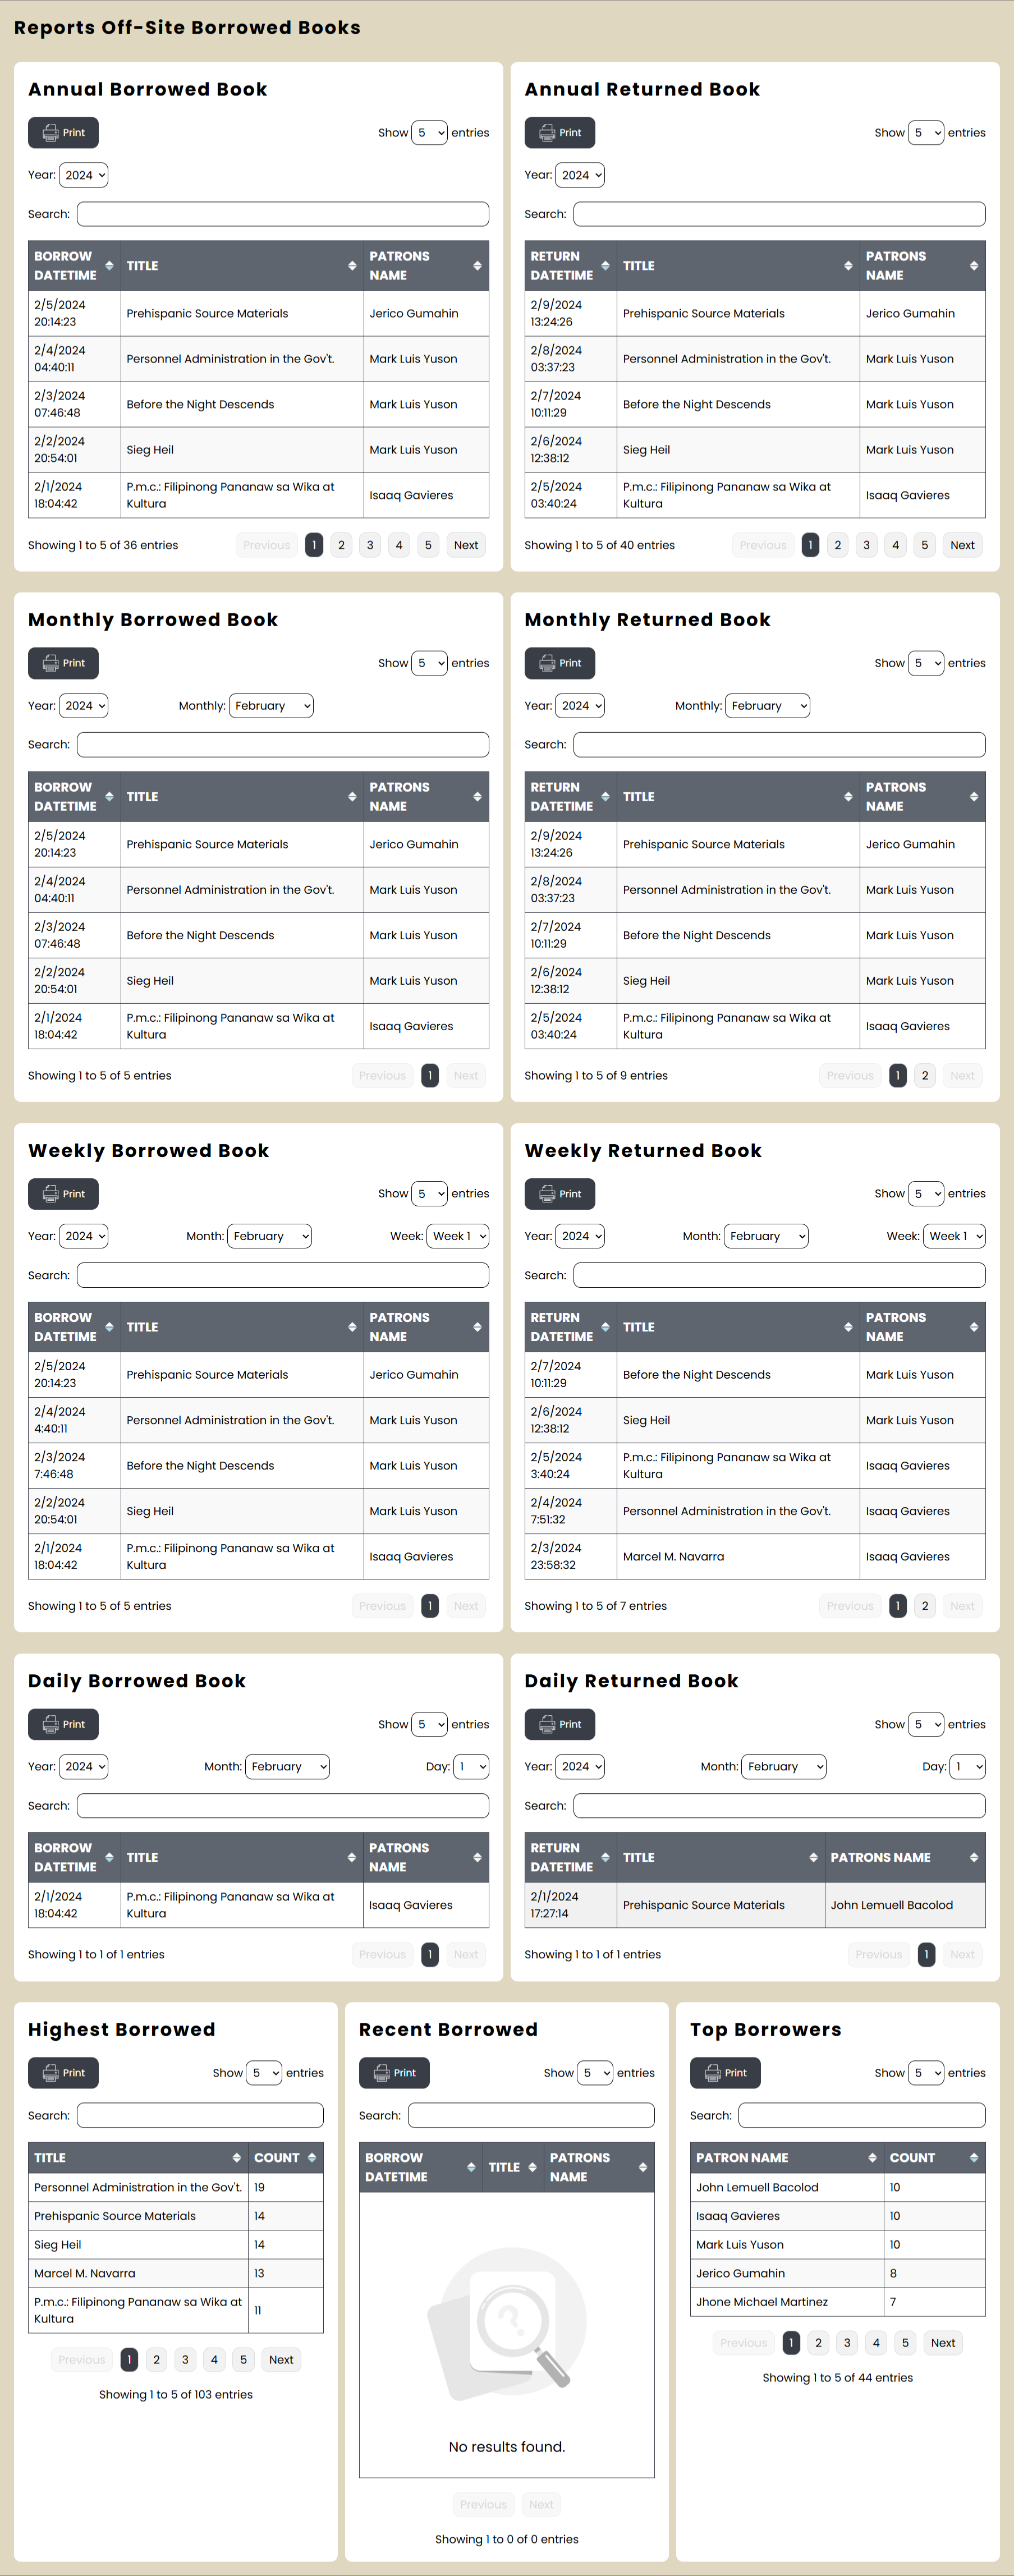 Reports Off-Site Borrowed Books
Annual Borrowed Book
Print
Show 5 entries
Year: 2024
Search:
BORROW DATETIME TITLE PATRONS NAME
2/5/2024 20:14:23 Prehispanic Source Materials Jerico Gumahin
2/4/2024 04:40:11 Personnel Administration in the Gov't. Mark Luis Yuson
2/3/2024 07:46:48 Before the Night Descends Mark Luis Yuson
2/2/2024 20:54:01 Sieg Heil Mark Luis Yuson
2/1/2024 18:04:42 P.m.c.: Filipinong Pananaw sa Wika at Kultura Isaaq Gavieres
Showing 1 to 5 of 36 entries Previous 1 2 3 4 5 Next
Annual Returned Book
Print
Show 5 entries
Year: 2024
Search:
RETURN DATETIME TITLE PATRONS NAME
2/9/2024 13:24:26 Prehispanic Source Materials Jerico Gumahin
2/8/2024 03:37:23 Personnel Administration in the Gov't. Mark Luis Yuson
2/7/2024 10:11:29 Before the Night Descends Mark Luis Yuson
2/6/2024 12:38:12 Sieg Heil Mark Luis Yuson
2/5/2024 03:40:24 P.m.c.: Filipinong Pananaw sa Wika at Kultura Isaaq Gavieres
Showing 1 to 5 of 40 entries Previous 1 2 3 4 5 Next
Monthly Borrowed Book
Print
Show 5 entries
Year: 2024 Monthly: February
Search:
BORROW DATETIME TITLE PATRONS NAME
2/5/2024 20:14:23 Prehispanic Source Materials Jerico Gumahin
2/4/2024 04:40:11 Personnel Administration in the Gov't. Mark Luis Yuson
2/3/2024 07:46:48 Before the Night Descends Mark Luis Yuson
2/2/2024 20:54:01 Sieg Heil Mark Luis Yuson
2/1/2024 18:04:42 P.m.c.: Filipinong Pananaw sa Wika at Kultura Isaaq Gavieres
Showing 1 to 5 of 5 entries Previous 1 Next
Monthly Returned Book
Print
Show 5 entries
Year: 2024 Monthly: February
Search:
RETURN DATETIME TITLE PATRONS NAME
2/9/2024 13:24:26 Prehispanic Source Materials Jerico Gumahin
2/8/2024 03:37:23 Personnel Administration in the Gov't. Mark Luis Yuson
2/7/2024 10:11:29 Before the Night Descends Mark Luis Yuson
2/6/2024 12:38:12 Sieg Heil Mark Luis Yuson
2/5/2024 03:40:24 P.m.c.: Filipinong Pananaw sa Wika at Kultura Isaaq Gavieres
Showing 1 to 5 of 9 entries Previous 1 2 Next
Weekly Borrowed Book
Print
Show 5 entries
Year: 2024 Month: February Week: Week 1
Search:
BORROW DATETIME TITLE PATRONS NAME
2/5/2024 20:14:23 Prehispanic Source Materials Jerico Gumahin
2/4/2024 4:40:11 Personnel Administration in the Gov't. Mark Luis Yuson
2/3/2024 7:46:48 Before the Night Descends Mark Luis Yuson
2/2/2024 20:54:01 Sieg Heil Mark Luis Yuson
2/1/2024 18:04:42 P.m.c.: Filipinong Pananaw sa Wika at Kultura Isaaq Gavieres
Showing 1 to 5 of 5 entries Previous 1 Next
Weekly Returned Book
Print
Show 5 entries
Year: 2024 Month: February Week: Week 1
Search:
RETURN DATETIME TITLE PATRONS NAME
2/7/2024 10:11:29 Before the Night Descends Mark Luis Yuson
2/6/2024 12:38:12 Sieg Heil Mark Luis Yuson
2/5/2024 3:40:24 P.m.c.: Filipinong Pananaw sa Wika at Kultura Isaaq Gavieres
2/4/2024 7:51:32 Personnel Administration in the Gov't. Isaaq Gavieres
2/3/2024 23:58:32 Marcel M. Navarra Isaaq Gavieres
Showing 1 to 5 of 7 entries Previous 1 2 Next
Daily Borrowed Book
Print
Show 5 entries
Year: 2024 Month: February Day: 1
Search:
BORROW DATETIME TITLE PATRONS NAME
2/1/2024 18:04:42 P.m.c.: Filipinong Pananaw sa Wika at Kultura Isaaq Gavieres
Showing 1 to 1 of 1 entries Previous 1 Next
Daily Returned Book
Print
Show 5 entries
Year: 2024 Month: February Day: 1
Search:
RETURN DATETIME TITLE PATRONS NAME
2/1/2024 17:27:14 Prehispanic Source Materials John Lemuell Bacolod
Showing 1 to 1 of 1 entries Previous 1 Next
Highest Borrowed
Print
Show 5 entries
Search:
TITLE COUNT
Personnel Administration in the Gov't. 19
Prehispanic Source Materials 14
Sieg Heil 14
Marcel M. Navarra 13
P.m.c.: Filipinong Pananaw sa Wika at Kultura 11
Previous 1 2 3 4 5 Next
Showing 1 to 5 of 103 entries
Recent Borrowed
Print
Show 5 entries
Search:
BORROW DATETIME TITLE PATRONS NAME
?
No results found.
Previous Next
Showing 1 to 0 of 0 entries
Top Borrowers
Print
Show 5 entries
Search:
PATRON NAME COUNT
John Lemuell Bacolod 10
Isaaq Gavieres 10
Mark Luis Yuson 10
Jerico Gumahin 8
Jhone Michael Martinez 7
Previous 1 2 3 4 5 Next
Showing 1 to 5 of 44 entries